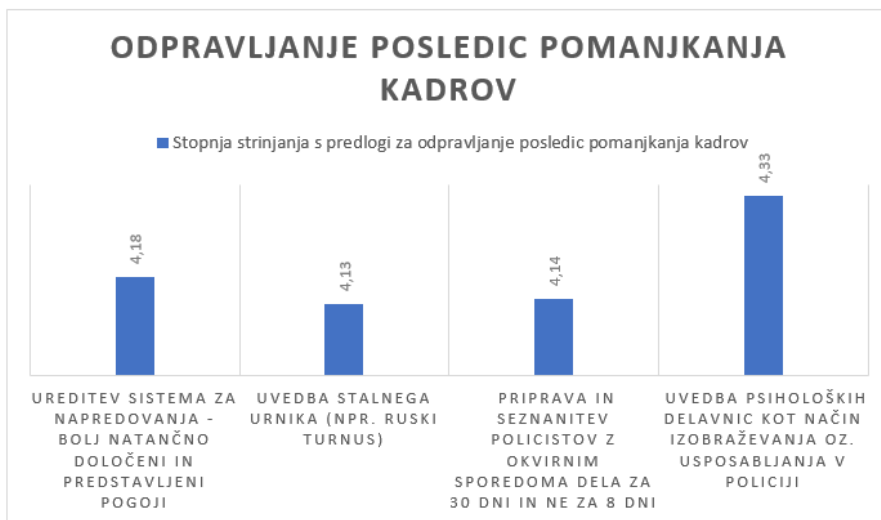 ODPRAVLJANJE POSLEDIC POMANJKANJA
KADROV
Stopnja strinjanja s predlogi za odpravljanje posledic pomanjkanja kadrov
4,18
4,13
4,14
4,33
UREDITEV SISTEMA ZA
NAPREDOVANJA -
BOLJ NATANČNO
DOLOČENI IN
PREDSTAVLJENI
POGOJI
UVEDBA STALNEGA
URNIKA (NPR. RUSKI
TURNUS)
PRIPRAVA IN
SEZNANITEV
POLICISTOV Z
OKVIRNIM
SPOREDOMA DELA ZA
30 DNI IN NE ZA 8 DNI
UVEDBA PSIHOLOŠKIH
DELAVNIC KOT NAČIN
IZOBRAŽEVANJA OZ.
USPOSABLJANJA V
POLICIJI